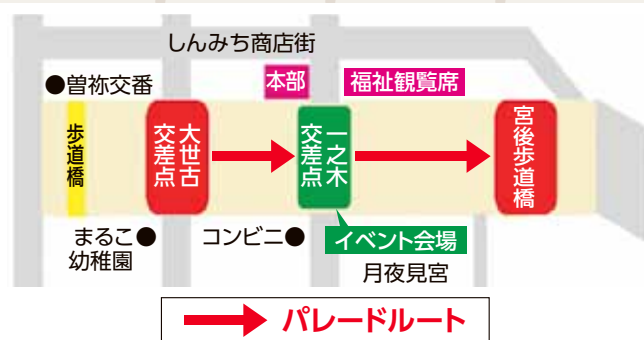 しんみち商店街
●曽祢交番
本部
福祉観覧席
歩道橋
大世古
交差点
一之木
交差点
宮後歩道橋
まるこ●
幼稚園
コンビニ●
イベント会場
月夜見宮
パレードルート